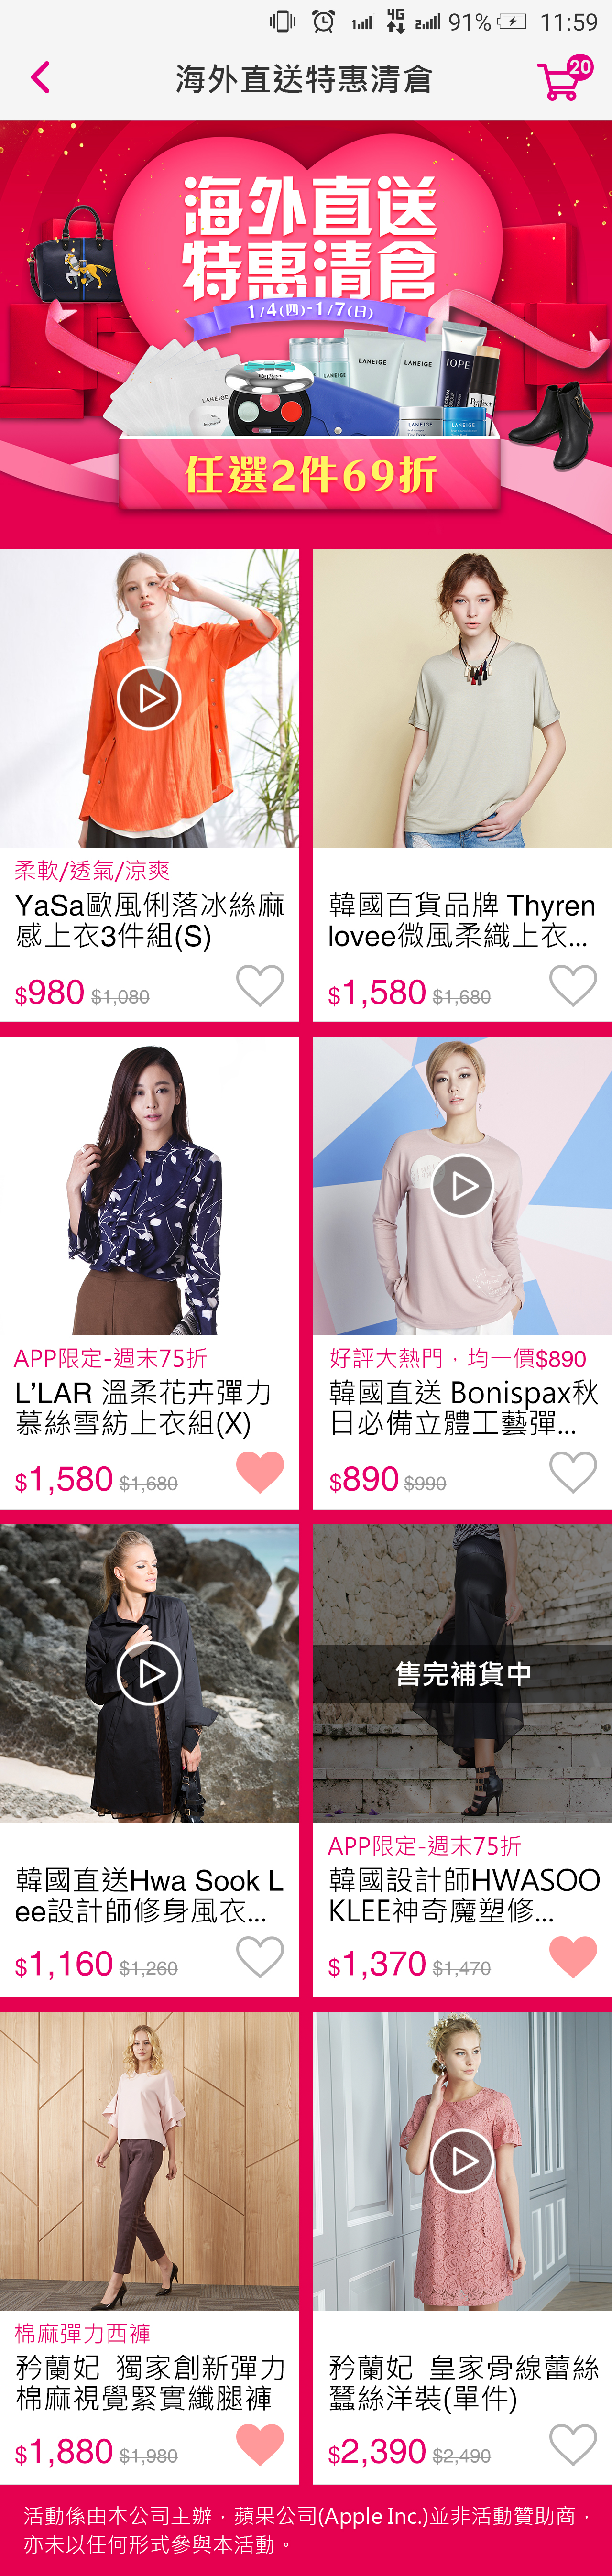 4G
91%
11:59
海外直送特惠清倉
20
海外直送
特惠清倉
1/4(四)-1/7(日)
LANEIGE
LANEIGE
LANEIGE
IOPE
Perfect
LANEIGE
LANEIGE
任選2件69折
柔軟/透氣/涼爽
YaSa歐風俐落冰絲麻
感上衣3件組(S)
$980 $1,080
韓國百貨品牌 Thyren
lovee微風柔織上衣...
$1,580 $1,680
APP限定-週末75折
L’LAR 溫柔花卉彈力
慕絲雪紡上衣組(X)
$1,580 $1,680
好評大熱門，均一價$890
韓國直送 Bonispax秋
日必備立體工藝彈...
$890 $990
韓國直送Hwa Sook L
ee設計師修身風衣...
$1,160 $1,260
售完補貨中
APP限定-週末75折
韓國設計師HWASOO
KLEE神奇魔塑修...
$1,370 $1,470
棉麻彈力西褲
矜蘭妃 獨家創新彈力
棉麻視覺緊實纖腿褲
$1,880 $1,980
矜蘭妃 皇家骨線蕾絲
蠶絲洋裝(單件)
$2,390 $2,490
活動係由本公司主辦，蘋果公司(Apple Inc.)並非活動贊助商，
亦未以任何形式參與本活動。